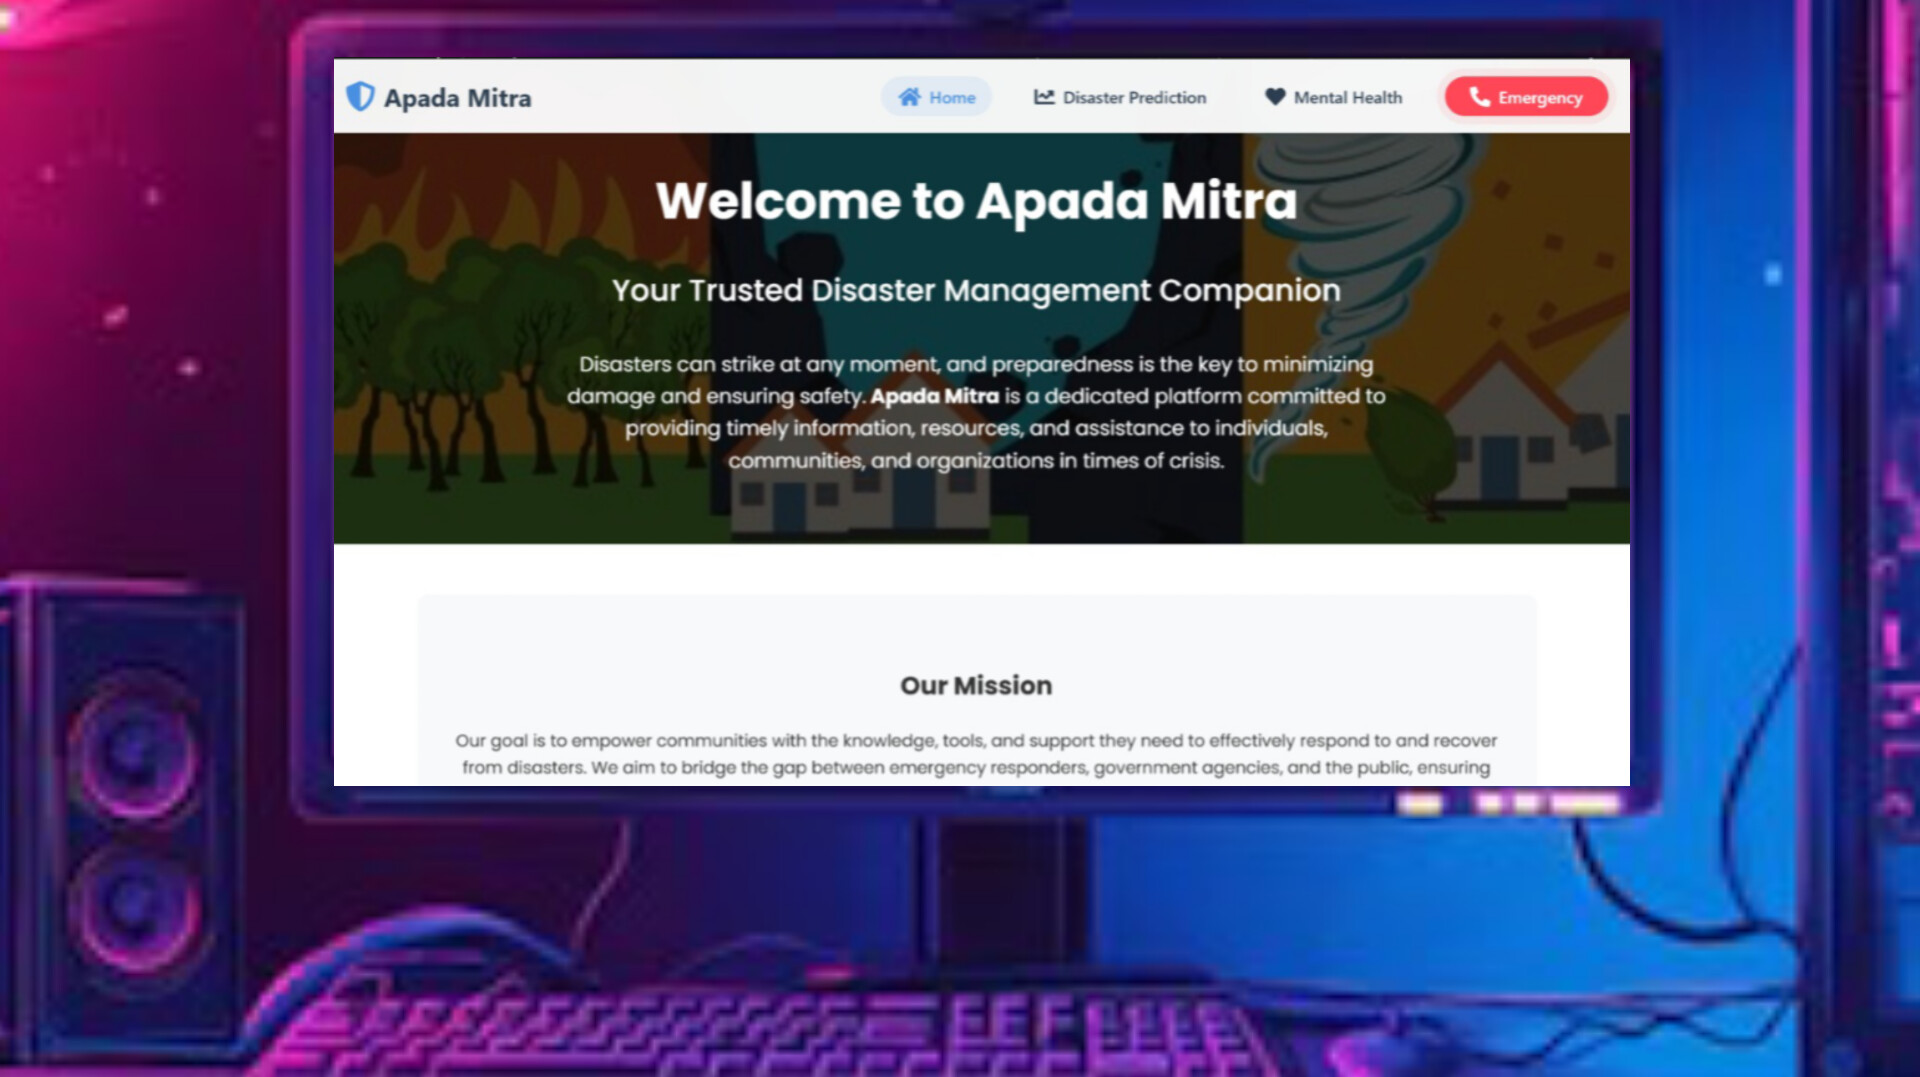 Apada Mitra
Home
Disaster Prediction
Mental Health
Emergency
Welcome to Apada Mitra
Your Trusted Disaster Management Companion
Disasters can strike at any moment, and preparedness is the key to minimizing
damage and ensuring safety. Apada Mitra is a dedicated platform committed to
providing timely information, resources, and assistance to individuals,
communities, and organizations in times of crisis.
Our Mission
Our goal is to empower communities with the knowledge, tools, and support they need to effectively respond to and recover
from disasters. We aim to bridge the gap between emergency responders, government agencies, and the public, ensuring